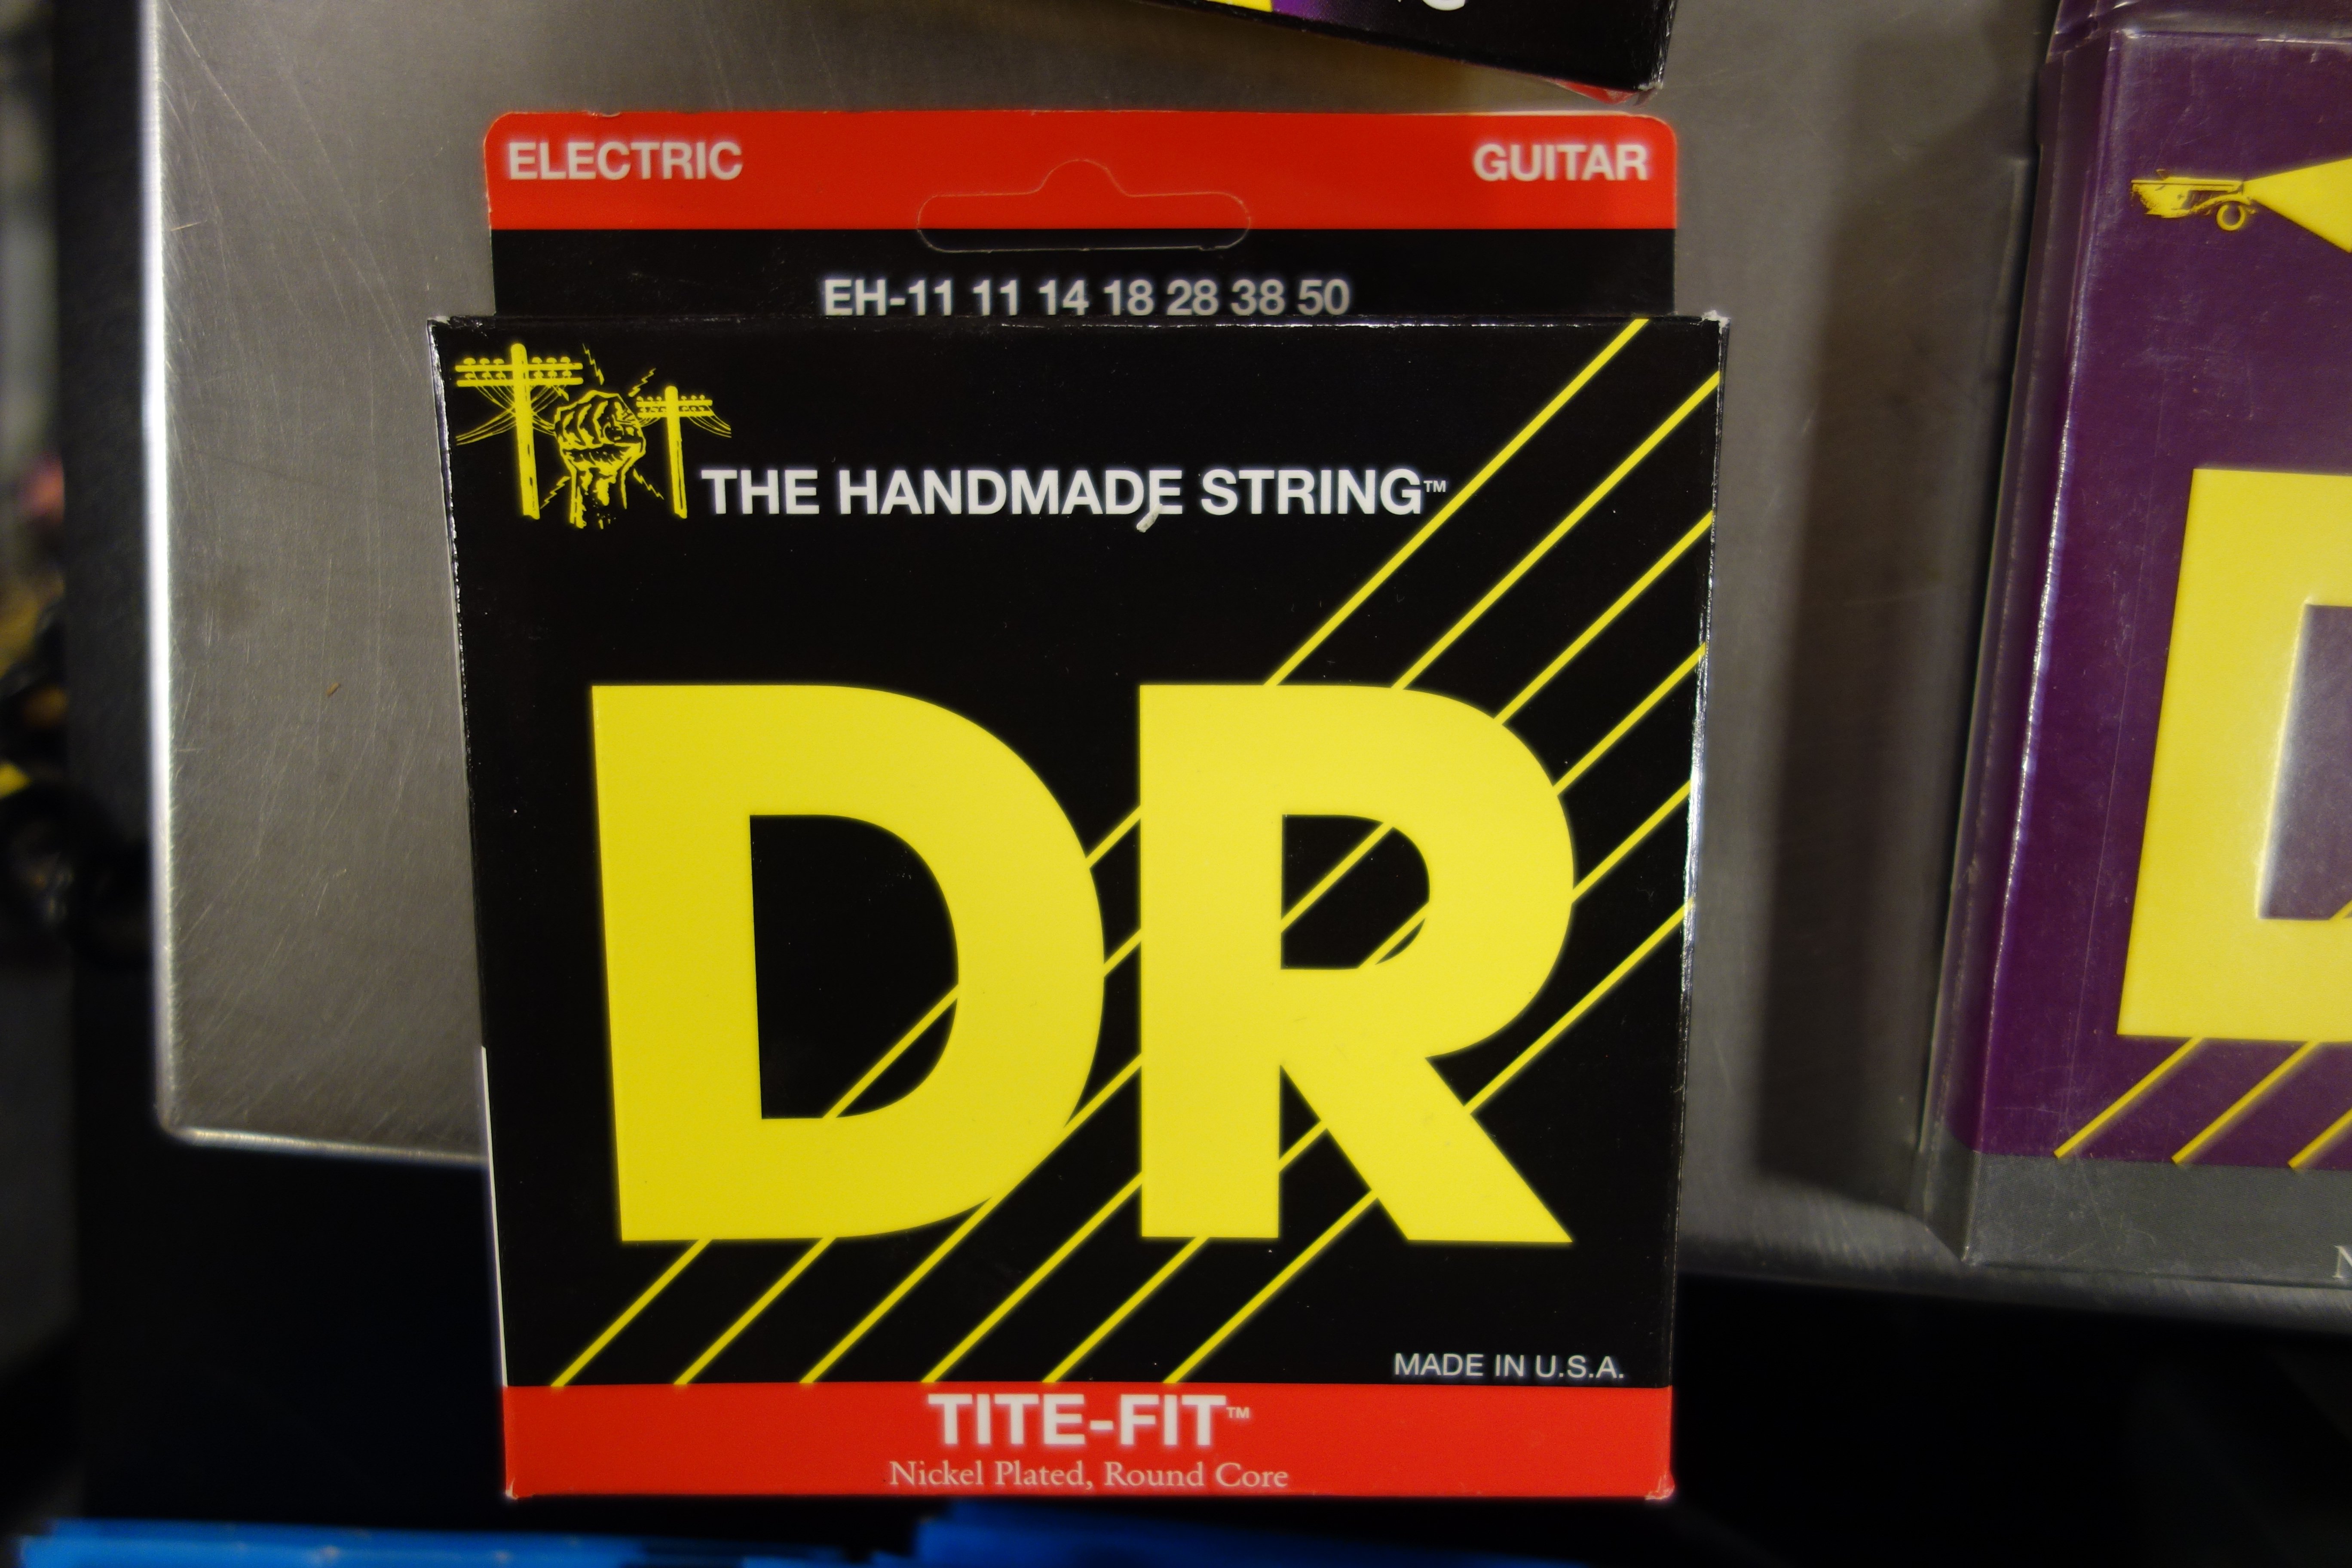 ELECTRIC GUITAR
EH-11 11 14 18 28 38 50
THE HANDMADE STRING™
DR
MADE IN U.S.A.
TITE-FIT™
Nickel Plated, Round Core